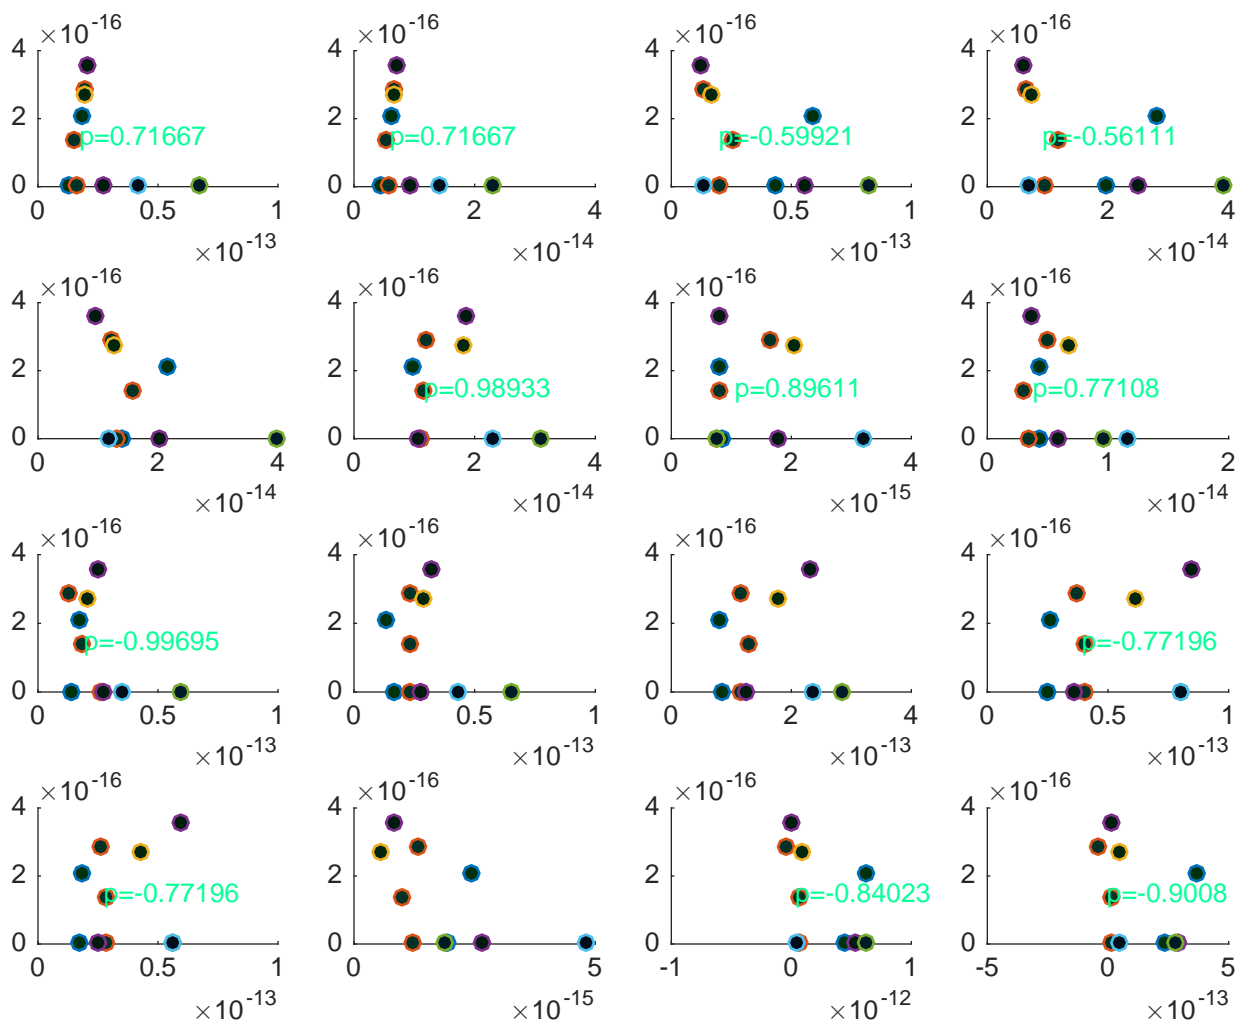 ×10-16 ×10-16 ×10-16 ×10-16
4 4 4 4
2 2 2 2
p=0.71667 p=0.71667 p=-0.59921 p=-0.56111
0 0 0 0
0 0.5 1 0 2 4 0 0.5 1 0 2 4
×10-13 ×10-14 ×10-13 ×10-14
×10-16 ×10-16 ×10-16 ×10-16
4 4 4 4
2 2 2 2
p=0.98933 p=0.89611 p=0.77108
0 0 0 0
0 2 4 0 2 4 0 2 4 0 1 2
×10-14 ×10-14 ×10-15 ×10-14
×10-16 ×10-16 ×10-16 ×10-16
4 4 4 4
2 2 2 2
p=-0.99695 p=-0.77196
0 0 0 0
0 0.5 1 0 0.5 1 0 2 4 0 0.5 1
×10-13 ×10-13 ×10-13 ×10-13
×10-16 ×10-16 ×10-16 ×10-16
4 4 4 4
2 2 2 2
p=-0.77196 p=-0.84023 p=-0.9008
0 0 0 0
0 0.5 1 0 5 -1 0 1 -5 0 5
×10-13 ×10-15 ×10-12 ×10-13